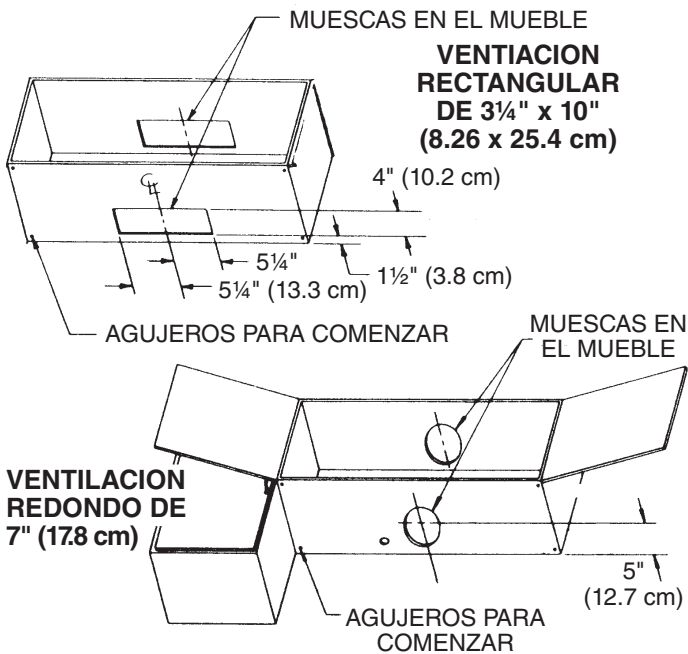 MUESCAS EN EL MUEBLE
VENTIACION
RECTANGULAR
DE 3¼" x 10"
(8.26 x 25.4 cm)
4" (10.2 cm)
℄
5¼"
1½" (3.8 cm)
5¼" (13.3 cm)
AGUJEROS PARA COMENZAR
MUESCAS EN
EL MUEBLE
VENTILACION
REDONDO DE
7" (17.8 cm)
5"
(12.7 cm)
AGUJEROS PARA
COMENZAR